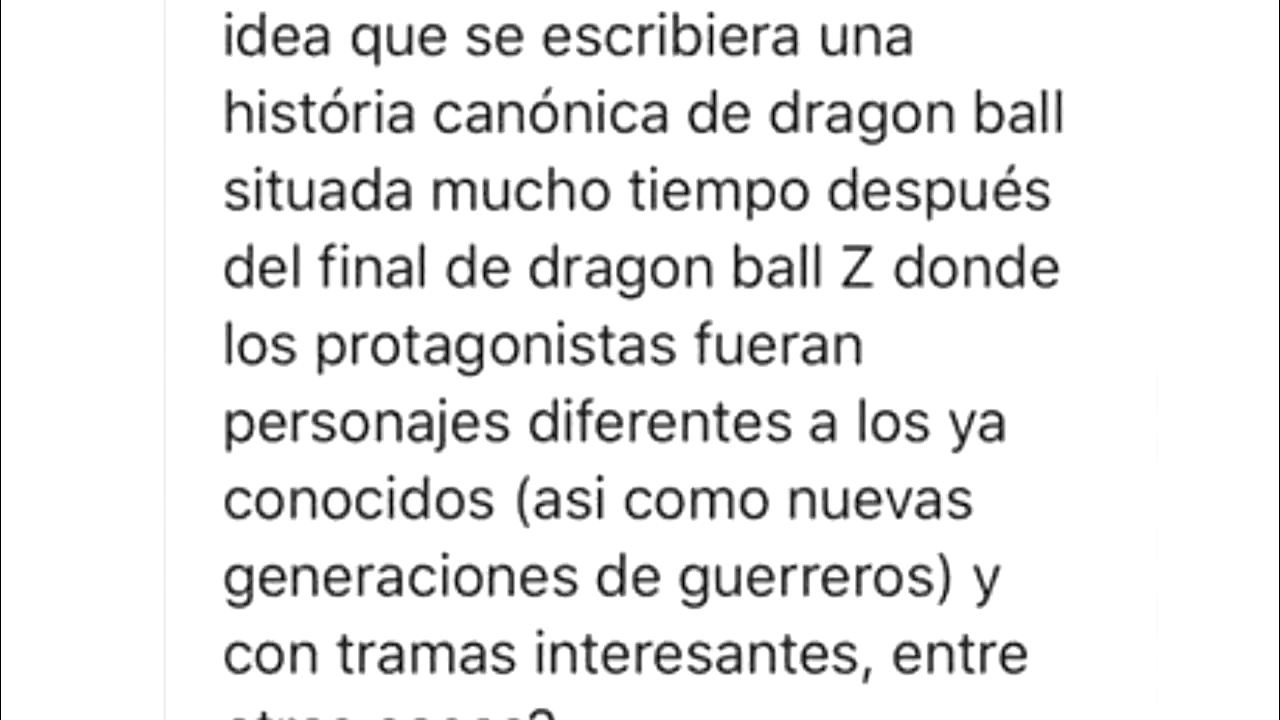 idea que se escribiera una
história canónica de dragon ball
situada mucho tiempo después
del final de dragon ball Z donde
los protagonistas fueran
personajes diferentes a los ya
conocidos (asi como nuevas
generaciones de guerreros) y
con tramas interesantes, entre